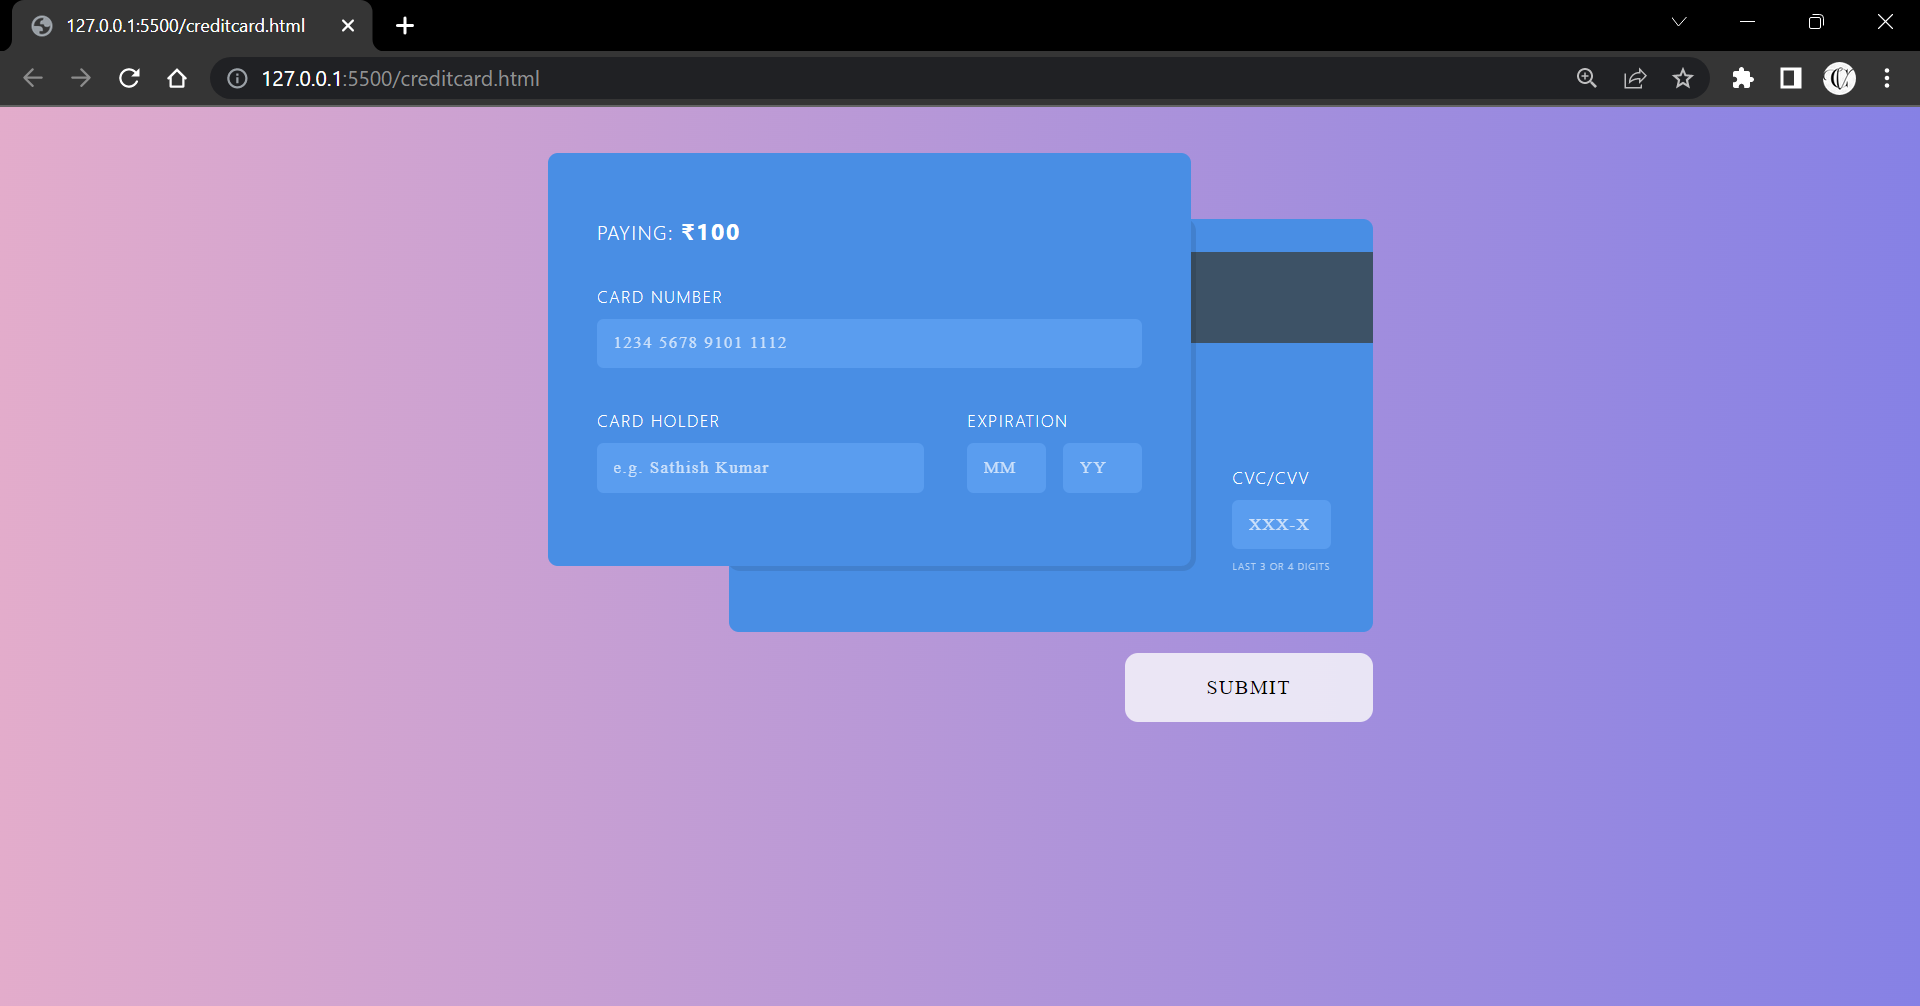 127.0.0.1:5500/creditcard.html
127.0.0.1:5500/creditcard.html
PAYING: ₹100
CARD NUMBER
1234 5678 9101 1112
CARD HOLDER
EXPIRATION
e.g. Sathish Kumar
MM
YY
CVC/CVV
XXX-X
LAST 3 OR 4 DIGITS
SUBMIT